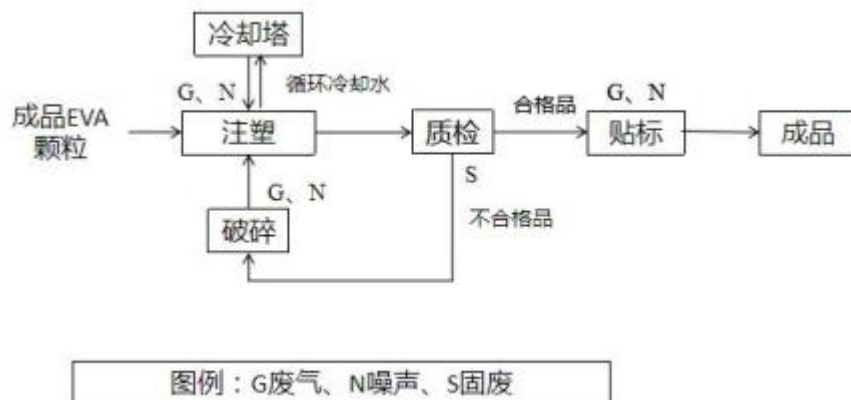 冷却塔
G、N
循环冷却水
成品EVA
颗粒
注塑
质检
合格品
G、N
贴标
成品
S
不合格品
G、N
破碎
图例：G废气、N噪声、S固废